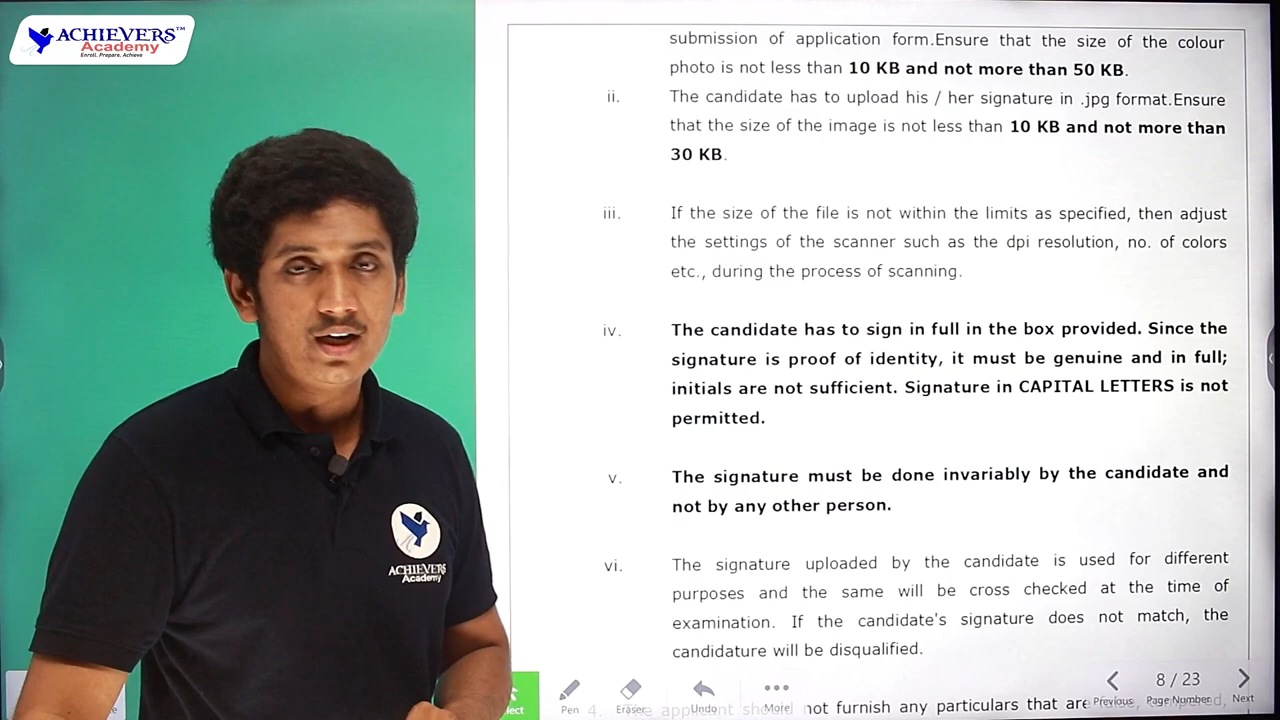 ACHIEVERS™
Academy
Enroll. Prepare. Achieve
submission of application form.Ensure that the size of the colour
photo is not less than 10 KB and not more than 50 KB.
ii. The candidate has to upload his / her signature in .jpg format.Ensure
that the size of the image is not less than 10 KB and not more than
30 KB.
iii. If the size of the file is not within the limits as specified, then adjust
the settings of the scanner such as the dpi resolution, no. of colors
etc., during the process of scanning.
iv. The candidate has to sign in full in the box provided. Since the
signature is proof of identity, it must be genuine and in full;
initials are not sufficient. Signature in CAPITAL LETTERS is not
permitted.
v. The signature must be done invariably by the candidate and
not by any other person.
vi. The signature uploaded by the candidate is used for different
purposes and the same will be cross checked at the time of
examination. If the candidate's signature does not match, the
candidature will be disqualified.
4. The applicant should not furnish any particulars that are
ACHIEVERS
Academy
Pen
Eraser
Undo
More
Previous
8 / 23
Page Number
Next